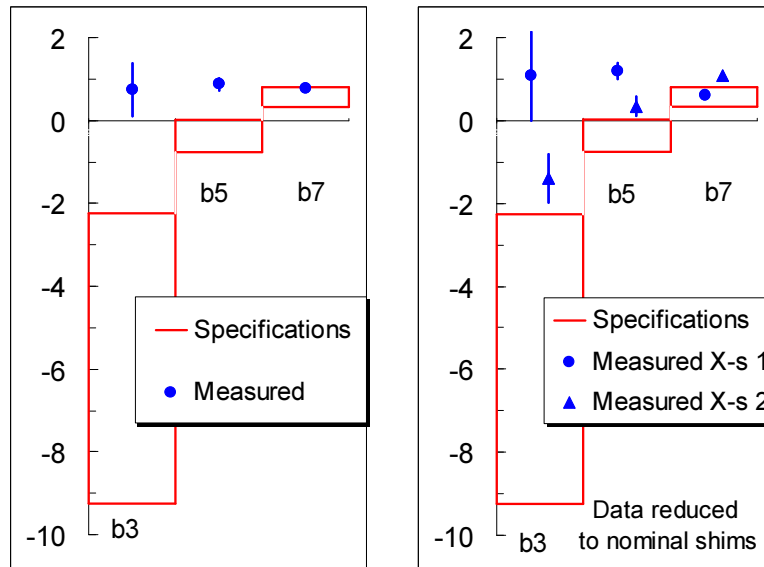 2
0
-2
-4
-6
-8
-10
b3
b5
b7
Specifications
Measured
2
0
-2
-4
-6
-8
-10
b3
b5
b7
Specifications
Measured X-s 1
Measured X-s 2
Data reduced
to nominal shims